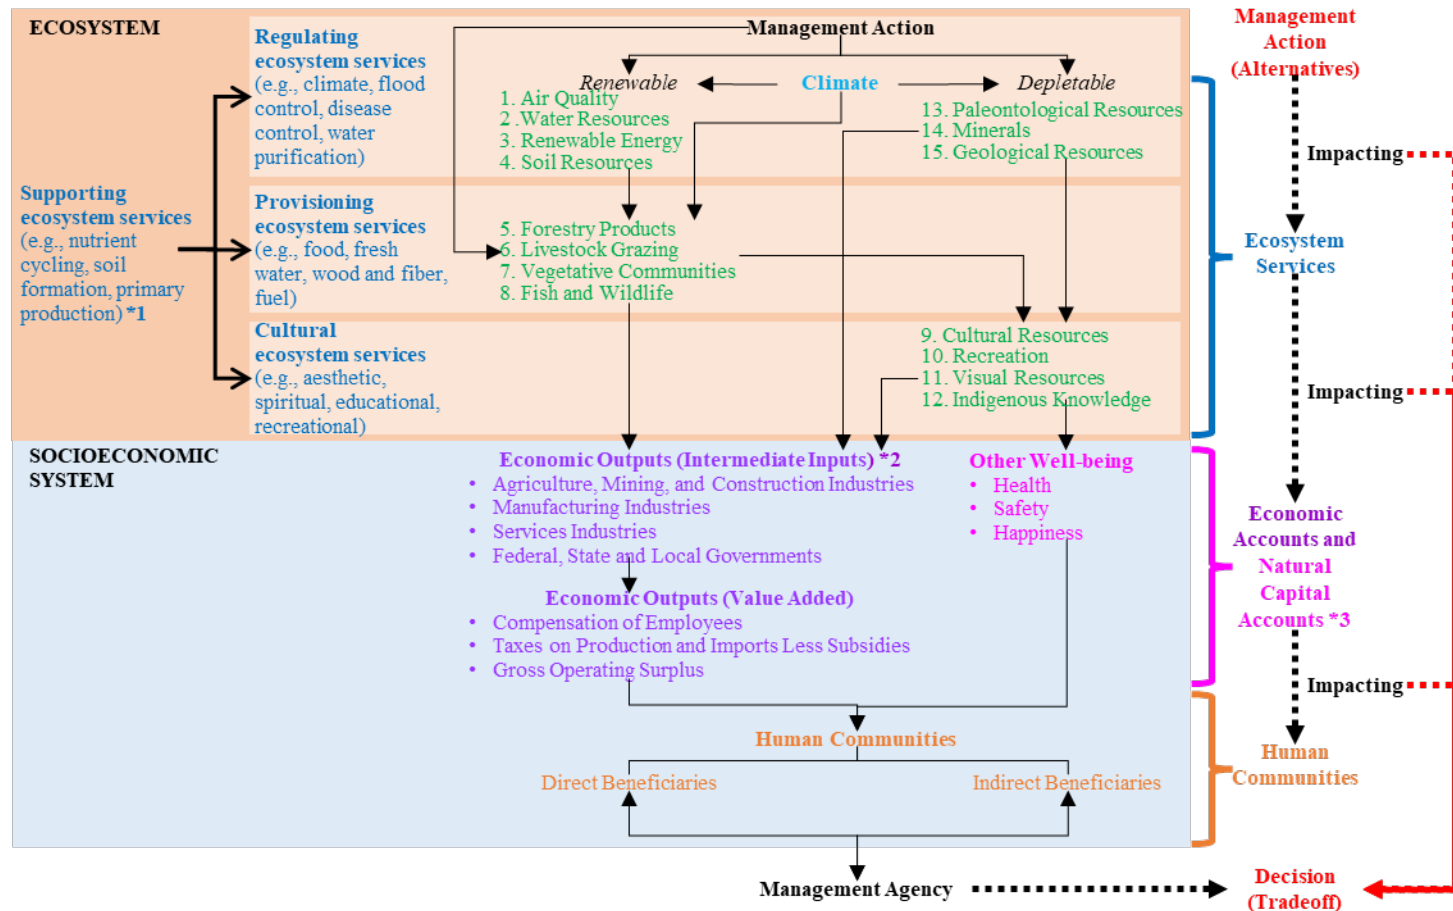 ECOSYSTEM
Supporting
ecosystem services
(e.g., nutrient
cycling, soil
formation, primary
production) *1
Regulating
ecosystem services
(e.g., climate, flood
control, disease
control, water
purification)
Provisioning
ecosystem services
(e.g., food, fresh
water, wood and fiber,
fuel)
Cultural
ecosystem services
(e.g., aesthetic,
spiritual, educational,
recreational)
Management Action
Renewable
Climate
Depletable
1. Air Quality
2. Water Resources
3. Renewable Energy
4. Soil Resources
13. Paleontological Resources
14. Minerals
15. Geological Resources
5. Forestry Products
6. Livestock Grazing
7. Vegetative Communities
8. Fish and Wildlife
9. Cultural Resources
10. Recreation
11. Visual Resources
12. Indigenous Knowledge
SOCIOECONOMIC
SYSTEM
Economic Outputs (Intermediate Inputs) *2
• Agriculture, Mining, and Construction Industries
• Manufacturing Industries
• Services Industries
• Federal, State and Local Governments
Other Well-being
• Health
• Safety
• Happiness
Economic Outputs (Value Added)
• Compensation of Employees
• Taxes on Production and Imports Less Subsidies
• Gross Operating Surplus
Human Communities
Direct Beneficiaries
Indirect Beneficiaries
Management Agency
Management
Action
(Alternatives)
Impacting
Ecosystem
Services
Impacting
Economic
Accounts and
Natural
Capital
Accounts *3
Impacting
Human
Communities
Decision
(Tradeoff)